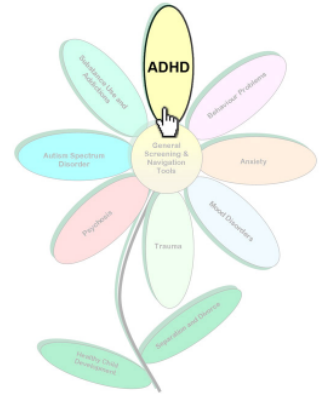 ADHD
Substance Use and
Addictions
Behaviour Problems
General
Screening &
Navigation
Tools
Autism Spectrum
Disorder
Anxiety
Psychosis
Mood Disorders
Trauma
Separation and Divorce
Healthy Child
Development